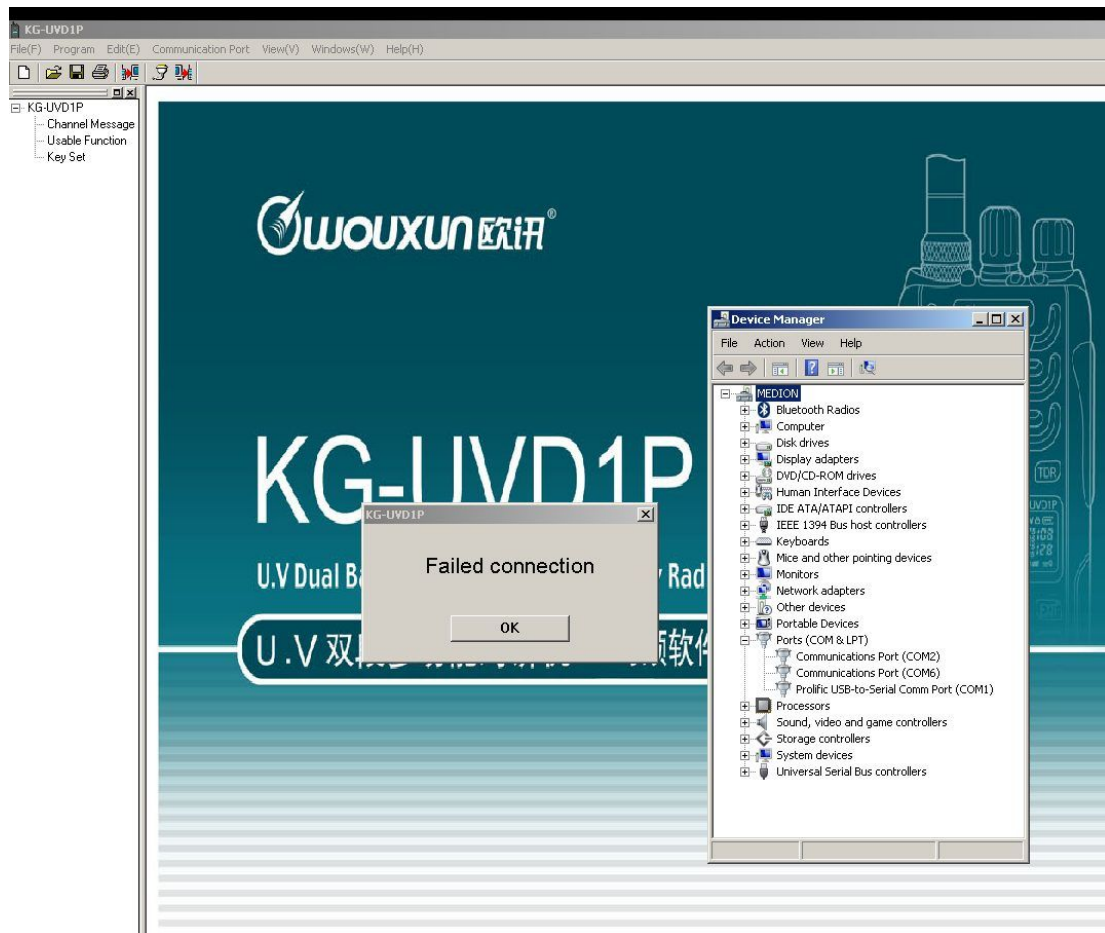 KG-UVD1P
File(F) Program Edit(E) Communication Port View(V) Windows(W) Help(H)
KG-UVD1P
Channel Message
Usable Function
Key Set
wouxun欧讯®
KG-UVD1P
U.V Dual Ba
Rad
U.V 双
频软件
TDR
KG-UVD1P
Failed connection
OK
Device Manager
File Action View Help
MEDION
Bluetooth Radios
Computer
Disk drives
Display adapters
DVD/CD-ROM drives
Human Interface Devices
IDE ATA/ATAPI controllers
IEEE 1394 Bus host controllers
Keyboards
Mice and other pointing devices
Monitors
Network adapters
Other devices
Portable Devices
Ports (COM & LPT)
Communications Port (COM2)
Communications Port (COM6)
Prolific USB-to-Serial Comm Port (COM1)
Processors
Sound, video and game controllers
Storage controllers
System devices
Universal Serial Bus controllers